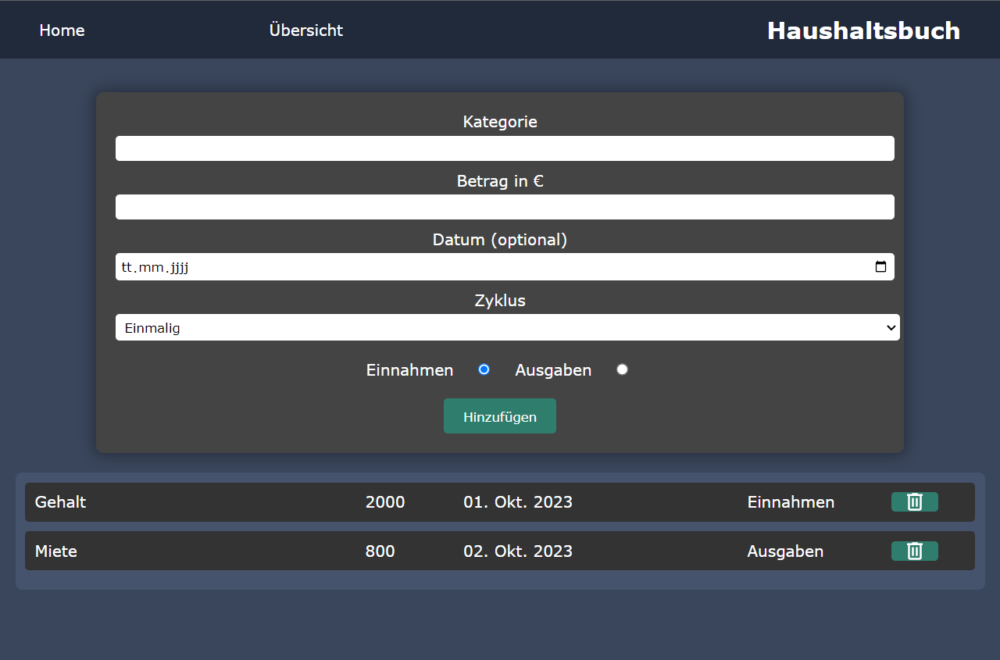 Home Übersicht Haushaltsbuch
Kategorie
Betrag in €
Datum (optional)
tt.mm.jjjj
Zyklus
Einmalig
Einnahmen Ausgaben
Hinzufügen
Gehalt 2000 01. Okt. 2023 Einnahmen
Miete 800 02. Okt. 2023 Ausgaben